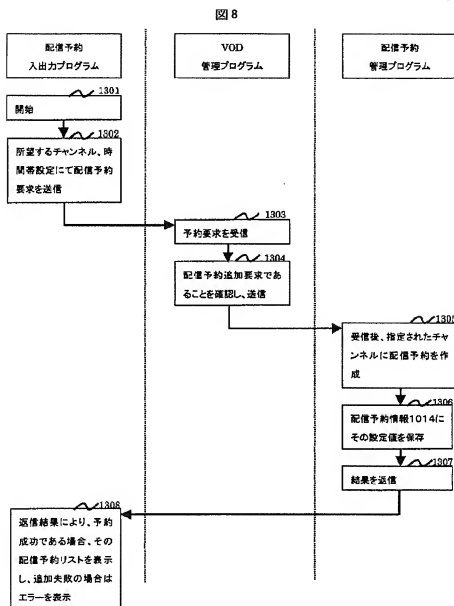 図8
配信予約
入出力プログラム
VOD
管理プログラム
配信予約
管理プログラム
1301
開始
1302
所望するチャンネル、時
間帯設定にて配信予約
要求を送信
1303
予約要求を受信
1304
配信予約追加要求であ
ることを確認し、送信
1305
受信後、指定されたチャ
ンネルに配信予約を作
成
1306
配信予約情報1014に
その設定値を保存
1307
結果を返信
1308
返信結果により、予約
成功である場合、その
配信予約リストを表示
し、追加失敗の場合は
エラーを表示